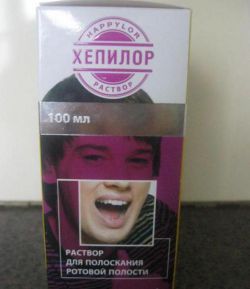 HAPPYLOR
ХЕПИЛОР
РАСТВОР
100 мл
РАСТВОР
ДЛЯ ПОЛОСКАНИЯ
РОТОВОЙ ПОЛОСТИ